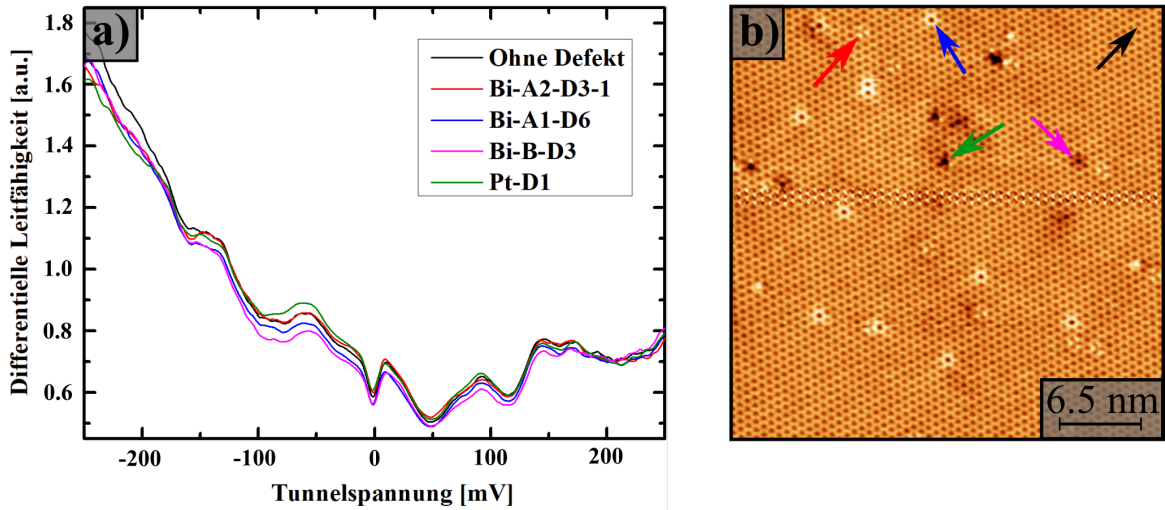 a)
Differentielle Leitfähigkeit [a.u.]
1.8
1.6
1.4
1.2
1.0
0.8
0.6
Ohne Defekt
Bi-A2-D3-1
Bi-A1-D6
Bi-B-D3
Pt-D1
-200
-100
0
100
200
Tunnelspannung [mV]
b)
6.5 nm